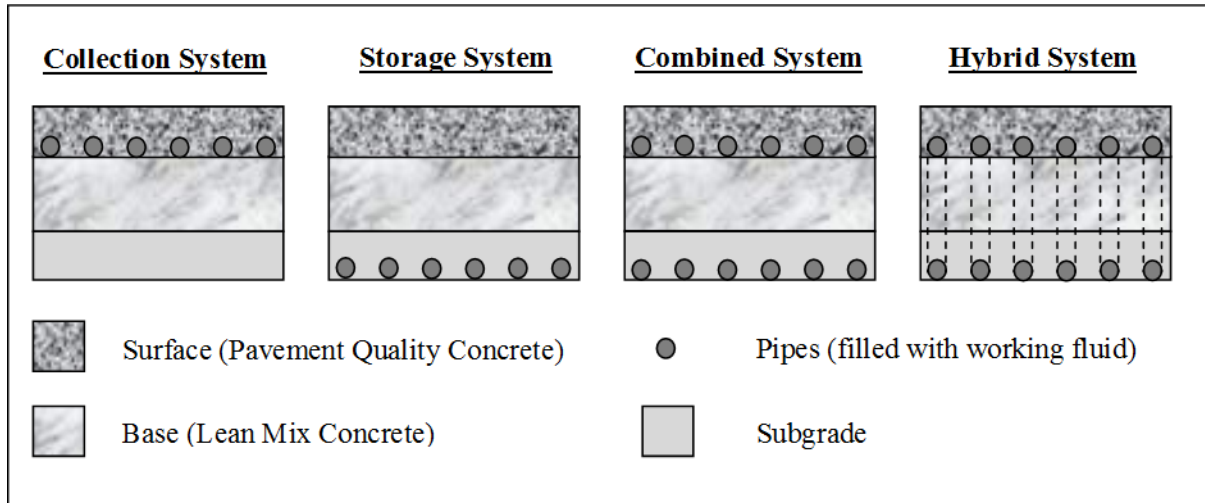 Collection System
Storage System
Combined System
Hybrid System
Surface (Pavement Quality Concrete)
Pipes (filled with working fluid)
Base (Lean Mix Concrete)
Subgrade